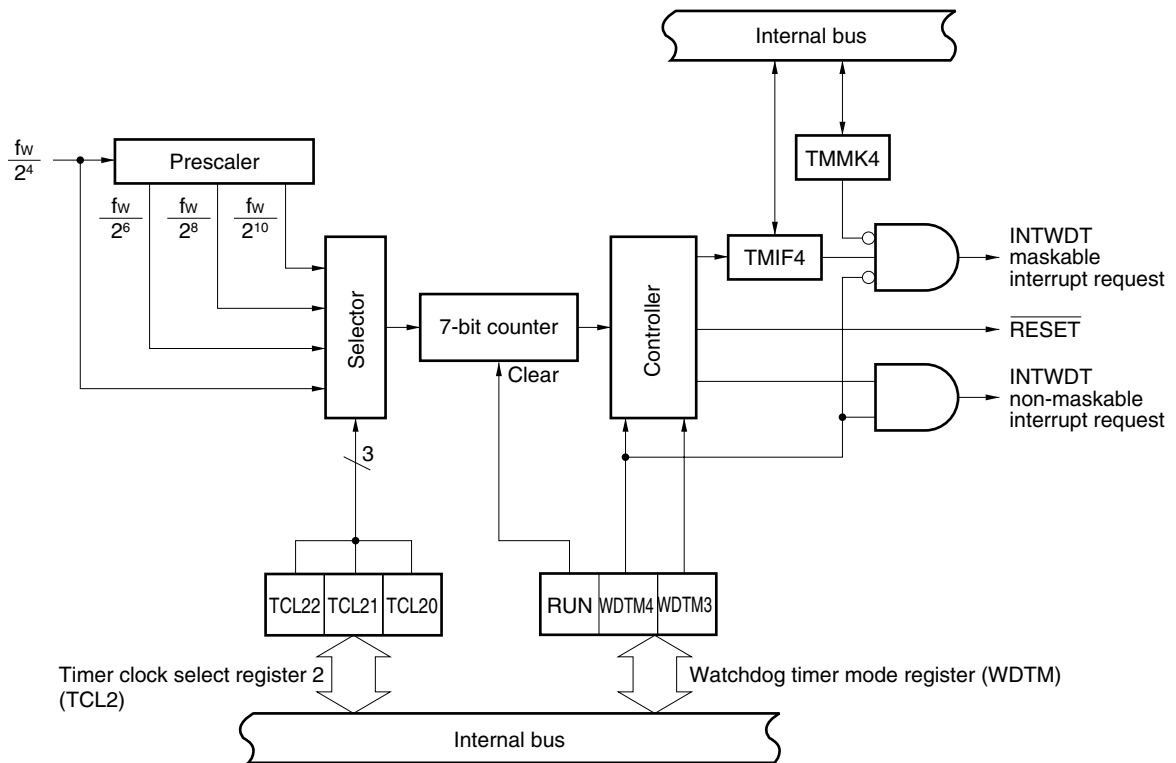 Internal bus
fw
2⁴
Prescaler
TMMK4
fw
2⁶
fw
2⁸
fw
2¹⁰
INTWDT
maskable
interrupt request
TMIF4
Selector
7-bit counter
Controller
RESET
Clear
INTWDT
non-maskable
interrupt request
3
TCL22 TCL21 TCL20
RUN WDTM4 WDTM3
Timer clock select register 2
(TCL2)
Watchdog timer mode register (WDTM)
Internal bus